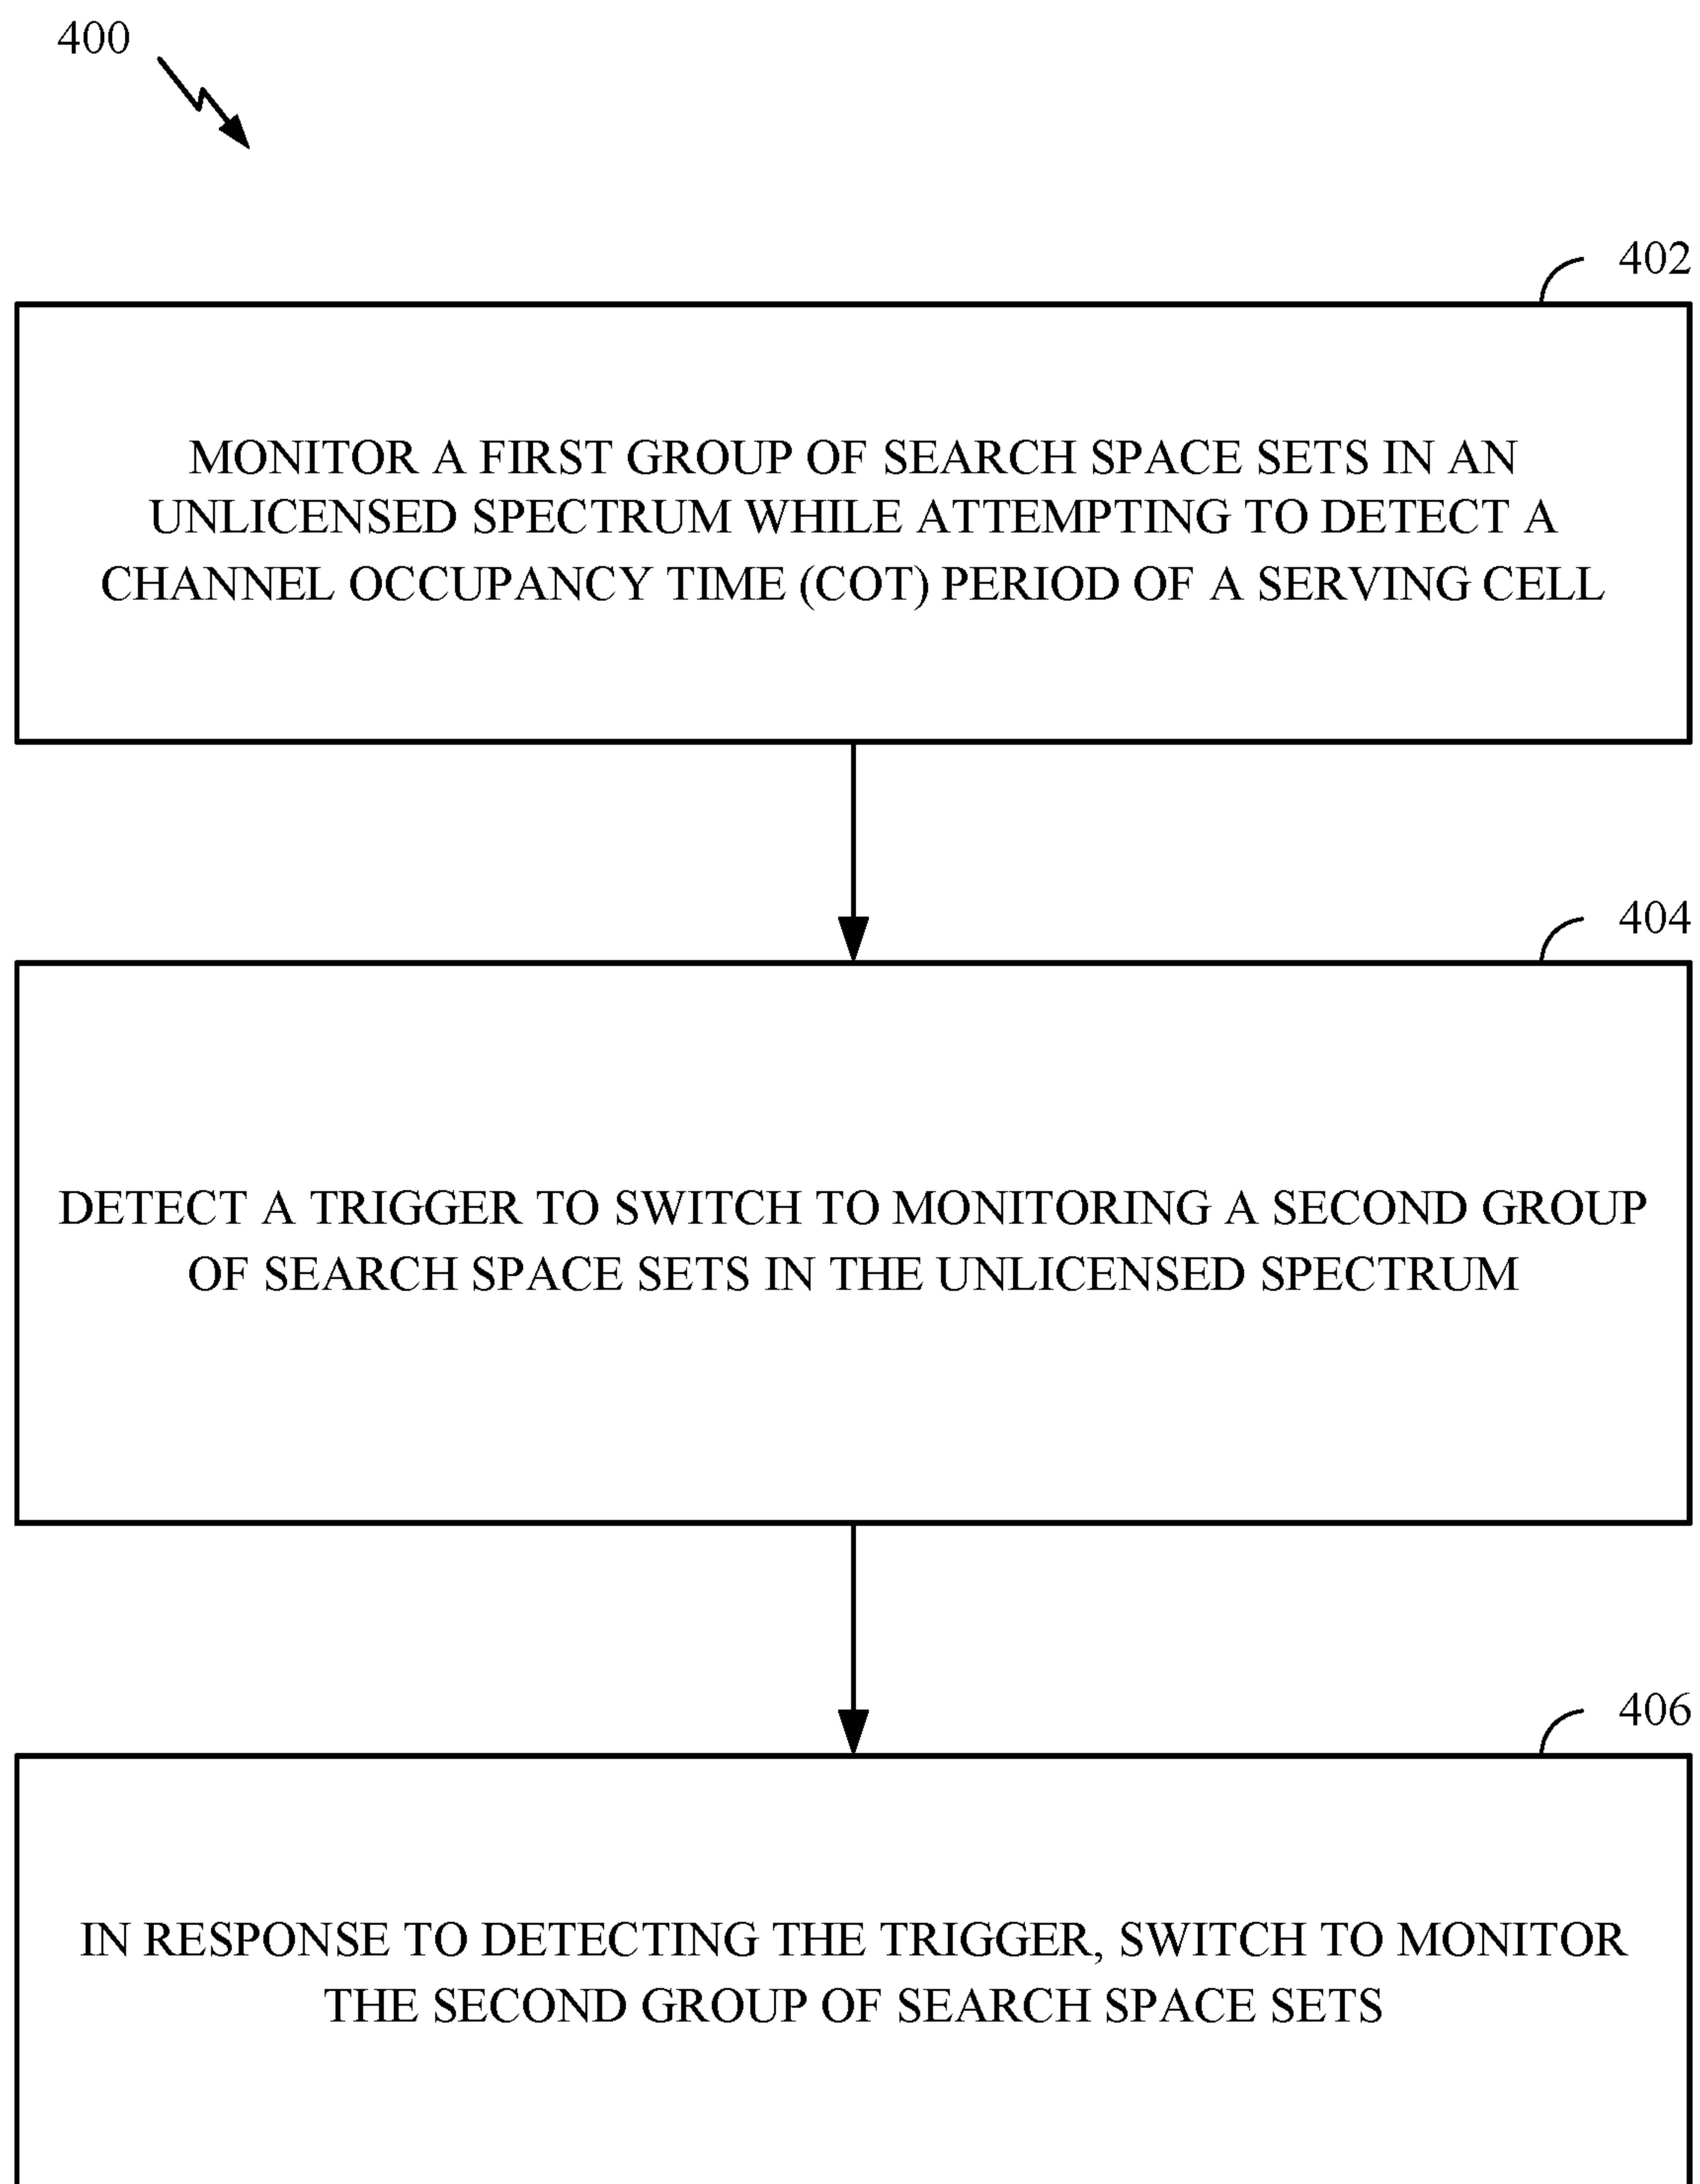 400
402
MONITOR A FIRST GROUP OF SEARCH SPACE SETS IN AN
UNLICENSED SPECTRUM WHILE ATTEMPTING TO DETECT A
CHANNEL OCCUPANCY TIME (COT) PERIOD OF A SERVING CELL
404
DETECT A TRIGGER TO SWITCH TO MONITORING A SECOND GROUP
OF SEARCH SPACE SETS IN THE UNLICENSED SPECTRUM
406
IN RESPONSE TO DETECTING THE TRIGGER, SWITCH TO MONITOR
THE SECOND GROUP OF SEARCH SPACE SETS